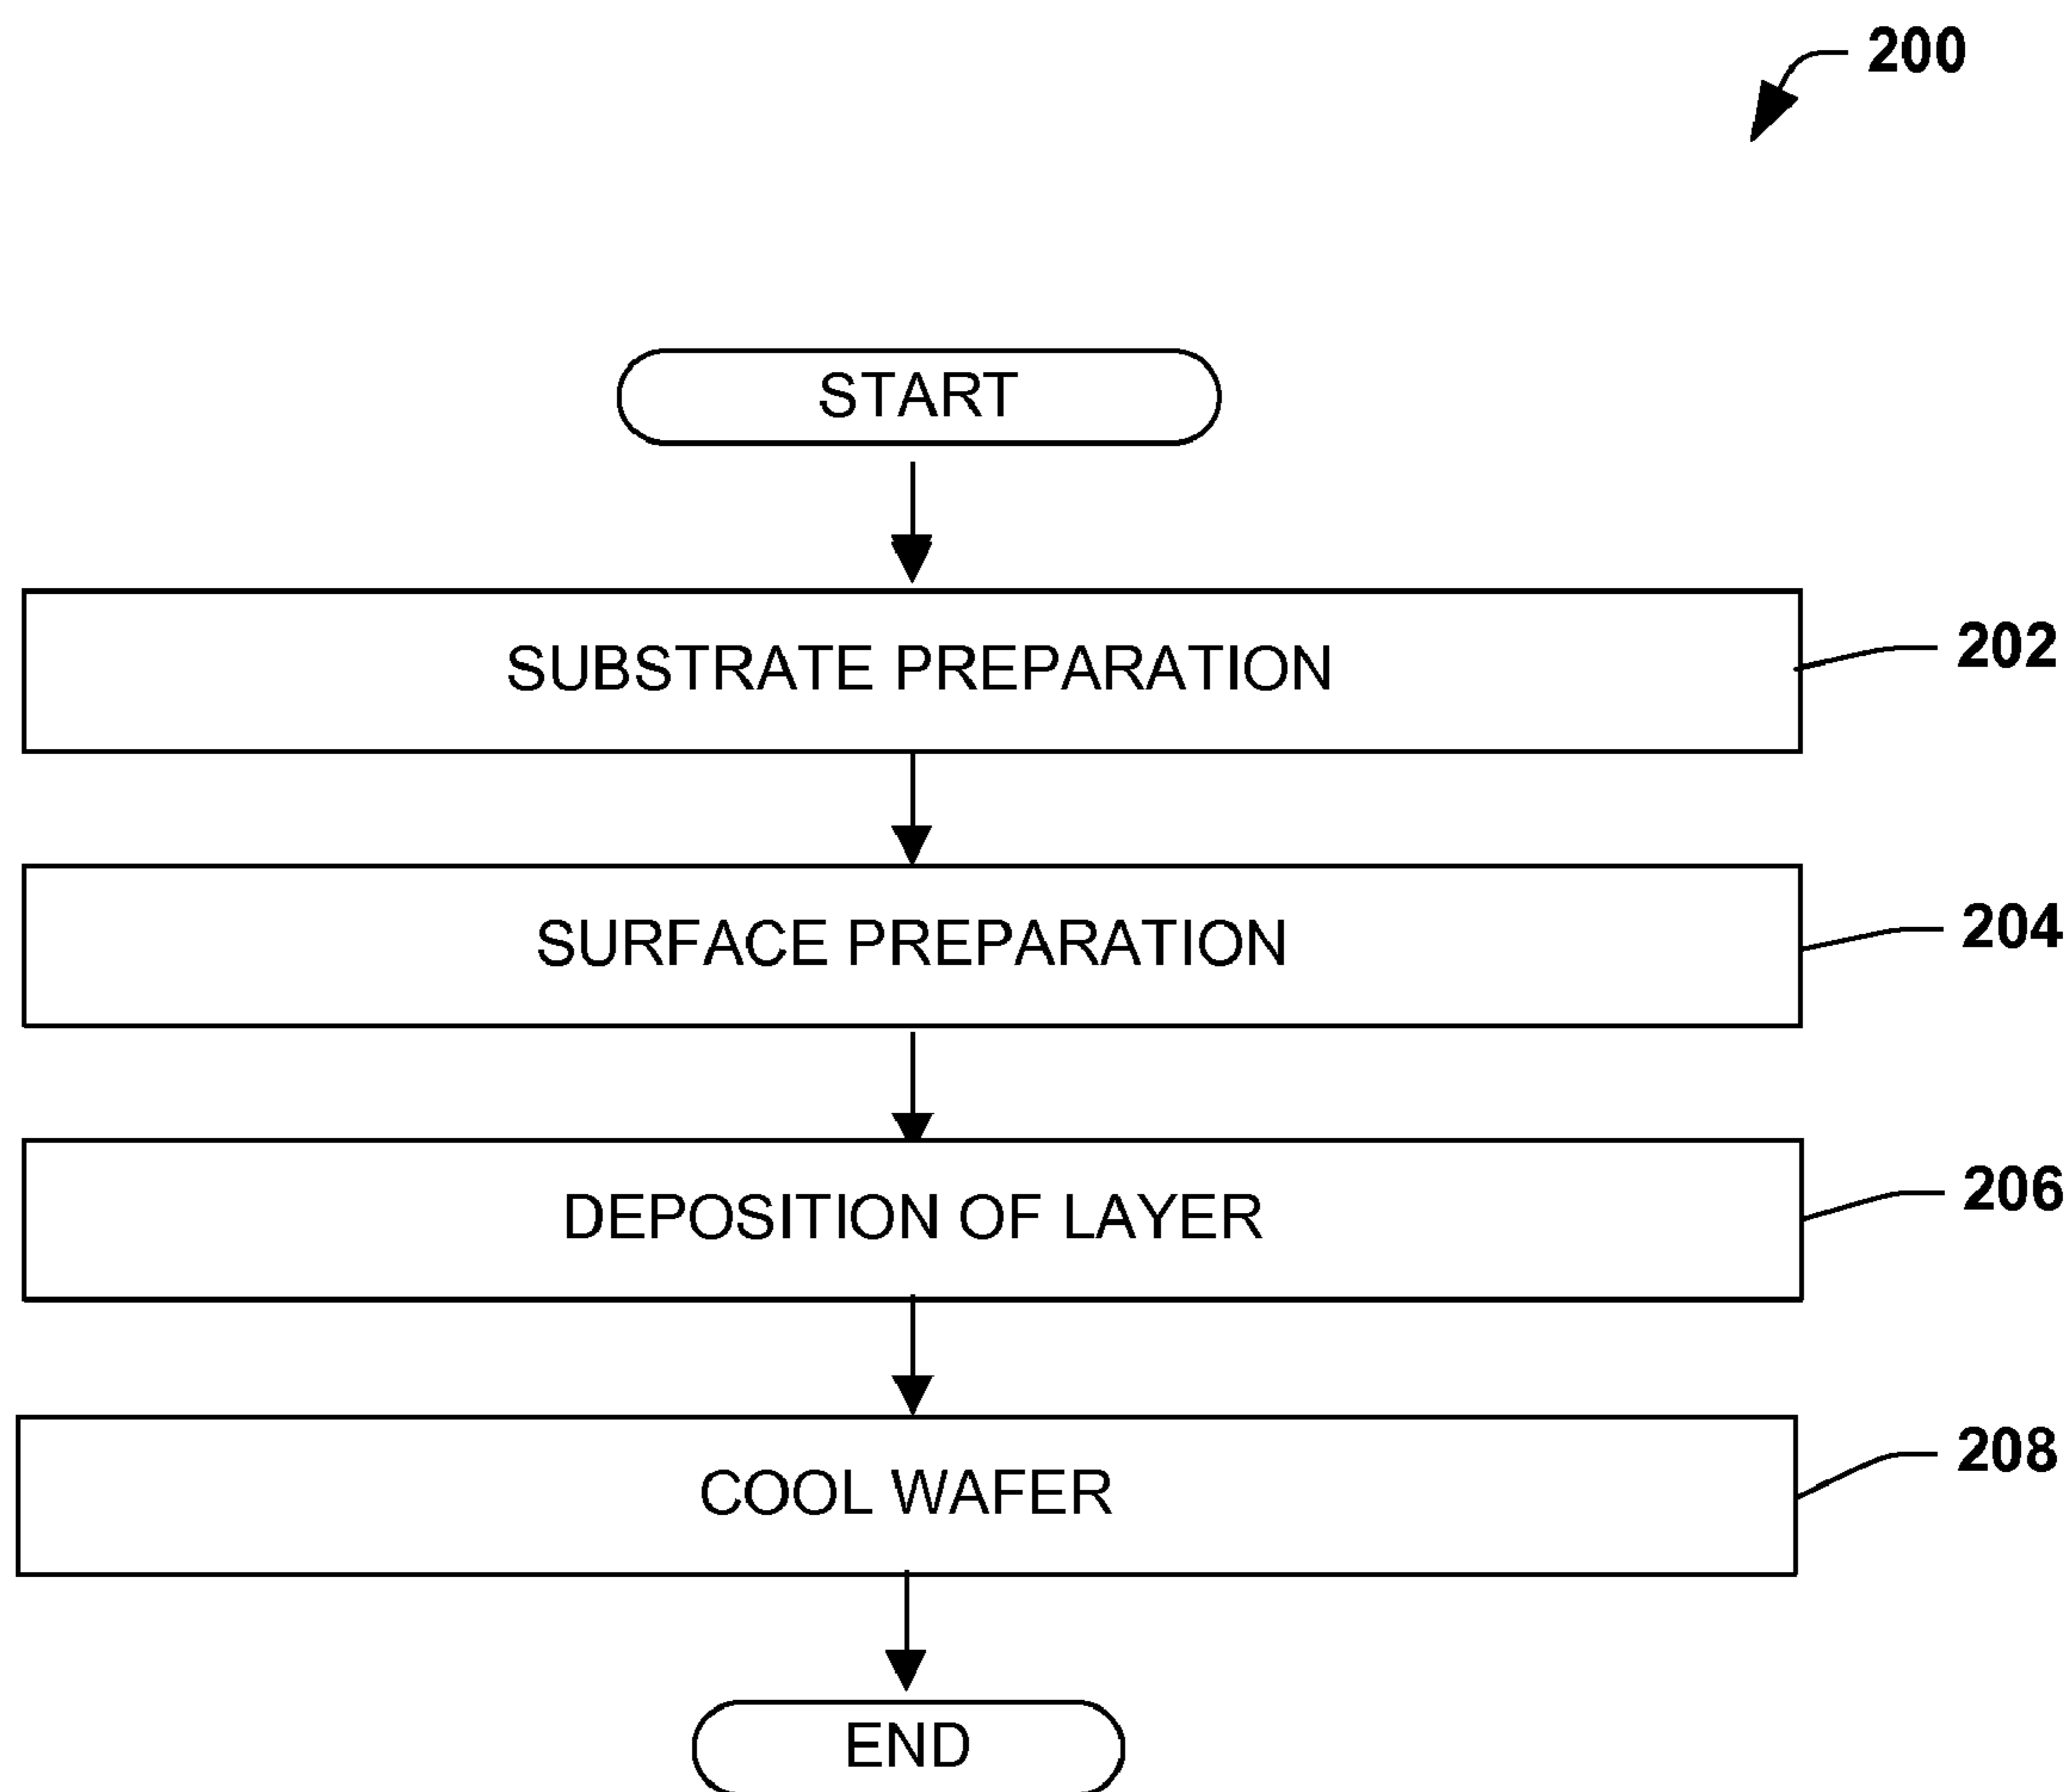 200
START
SUBSTRATE PREPARATION
202
SURFACE PREPARATION
204
DEPOSITION OF LAYER
206
COOL WAFER
208
END